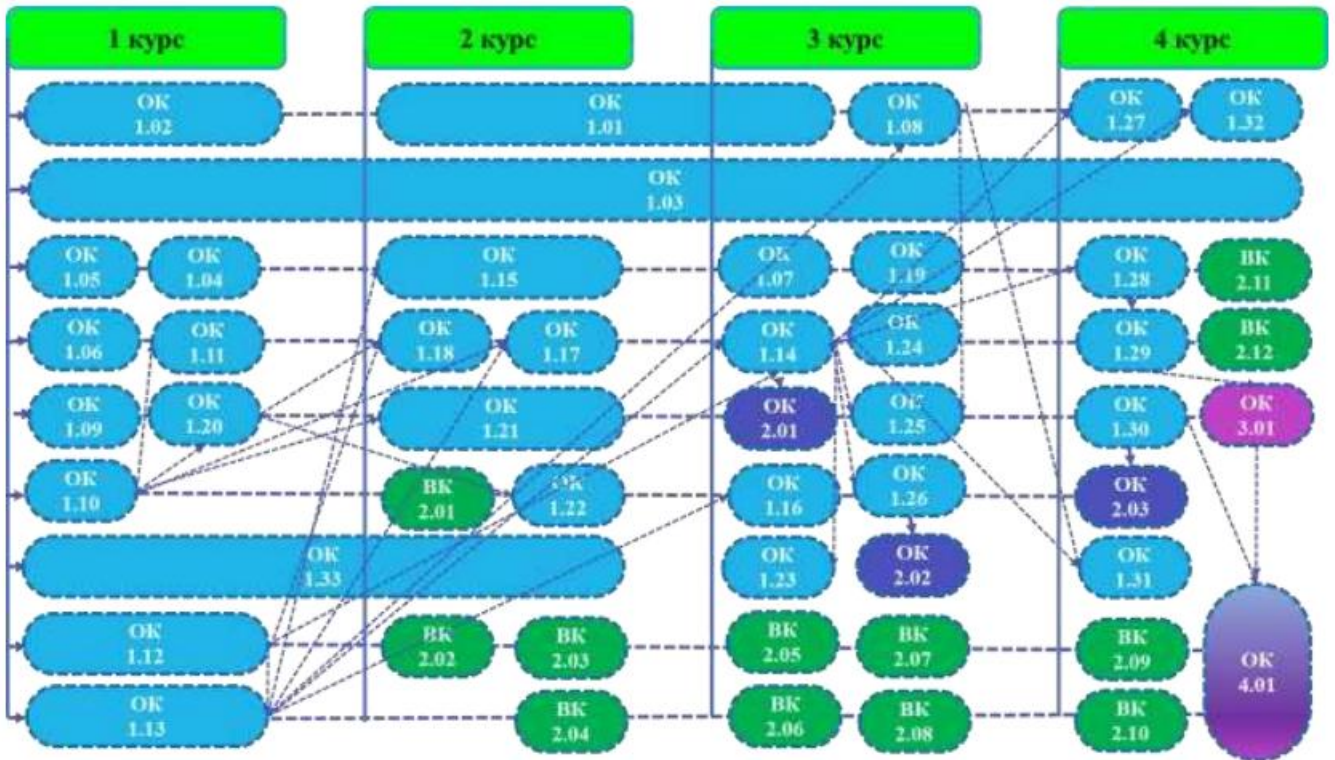 1 курс
2 курс
3 курс
4 курс
ОК
1.02
ОК
1.01
ОК
1.08
ОК
1.27
ОК
1.32
ОК
1.03
ОК
1.05
ОК
1.04
ОК
1.15
ОК
1.07
ОК
1.19
ОК
1.28
ВК
2.11
ОК
1.06
ОК
1.11
ОК
1.18
ОК
1.17
ОК
1.14
ОК
1.24
ОК
1.29
ВК
2.12
ОК
1.09
ОК
1.20
ОК
1.21
ОК
2.01
ОК
1.25
ОК
1.30
ОК
3.01
ОК
1.10
ВК
2.01
ОК
1.22
ОК
1.16
ОК
1.26
ОК
2.03
ОК
1.33
ОК
1.23
ОК
2.02
ОК
1.31
ОК
1.12
ВК
2.02
ВК
2.03
ВК
2.05
ВК
2.07
ВК
2.09
ОК
4.01
ОК
1.13
ВК
2.04
ВК
2.06
ВК
2.08
ВК
2.10